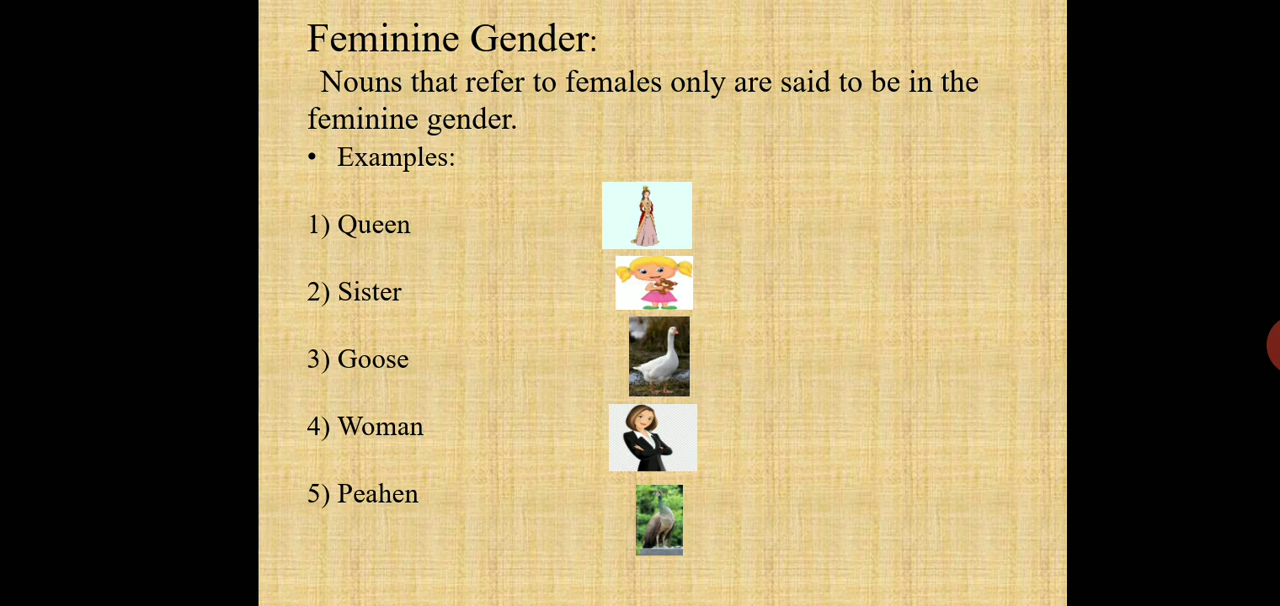 Feminine Gender:
Nouns that refer to females only are said to be in the
feminine gender.
• Examples:
1) Queen
2) Sister
3) Goose
4) Woman
5) Peahen